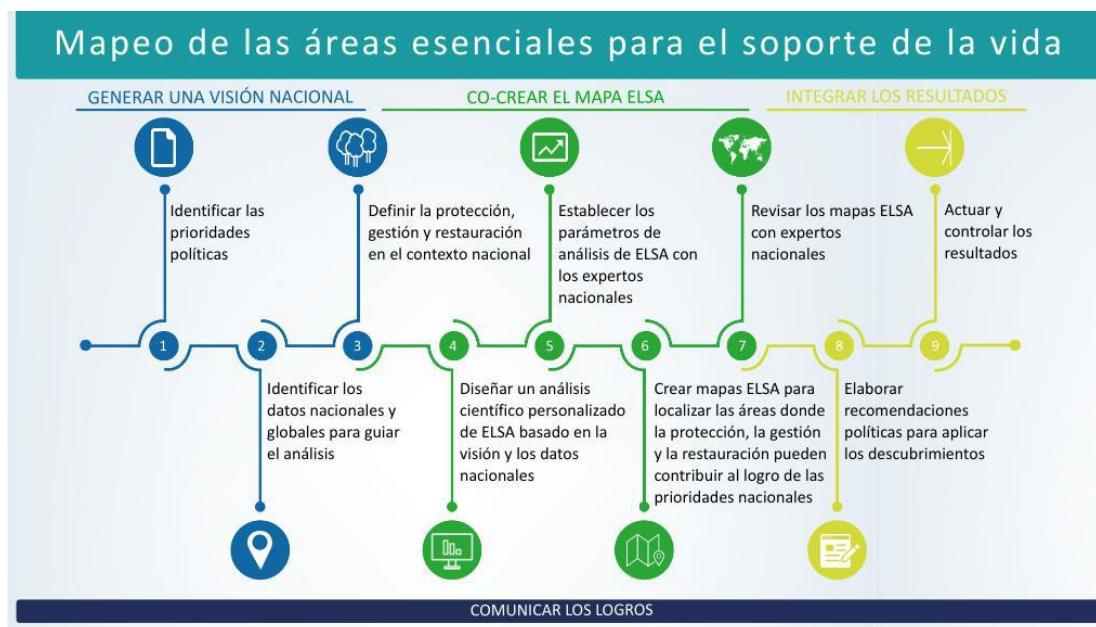 Mapeo de las áreas esenciales para el soporte de la vida
GENERAR UNA VISIÓN NACIONAL
CO-CREAR EL MAPA ELSA
INTEGRAR LOS RESULTADOS
Identificar las
prioridades
políticas
Definir la protección,
gestión y restauración
en el contexto nacional
Establecer los
parámetros de
análisis de ELSA con
los expertos
nacionales
Revisar los mapas ELSA
con expertos
nacionales
Actuar y
controlar los
resultados
1
2
3
4
5
6
7
8
9
Identificar los
datos nacionales y
globales para guiar
el análisis
Diseñar un análisis
científico personalizado
de ELSA basado en la
visión y los datos
nacionales
Crear mapas ELSA para
localizar las áreas donde
la protección, la gestión
y la restauración pueden
contribuir al logro de las
prioridades nacionales
Elaborar
recomendaciones
políticas para aplicar
los descubrimientos
COMUNICAR LOS LOGROS